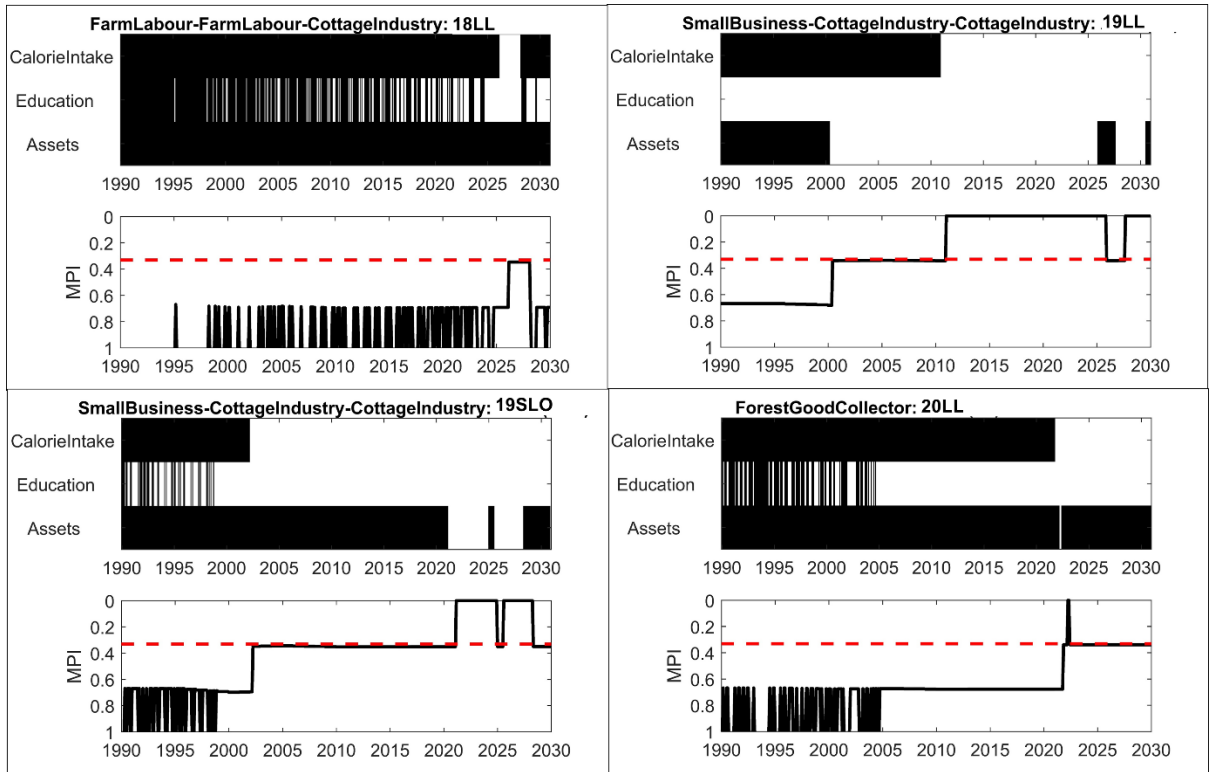 FarmLabour-FarmLabour-CottageIndustry: 18LL
CalorieIntake
Education
Assets
1990 1995 2000 2005 2010 2015 2020 2025 2030
0
0.2
0.4
0.6
0.8
1
MPI
1990 1995 2000 2005 2010 2015 2020 2025 2030
SmallBusiness-CottageIndustry-CottageIndustry: 19LL
CalorieIntake
Education
Assets
1990 1995 2000 2005 2010 2015 2020 2025 2030
0
0.2
0.4
0.6
0.8
1
MPI
1990 1995 2000 2005 2010 2015 2020 2025 2030
SmallBusiness-CottageIndustry-CottageIndustry: 19SLO
CalorieIntake
Education
Assets
1990 1995 2000 2005 2010 2015 2020 2025 2030
0
0.2
0.4
0.6
0.8
1
MPI
1990 1995 2000 2005 2010 2015 2020 2025 2030
ForestGoodCollector: 20LL
CalorieIntake
Education
Assets
1990 1995 2000 2005 2010 2015 2020 2025 2030
0
0.2
0.4
0.6
0.8
1
MPI
1990 1995 2000 2005 2010 2015 2020 2025 2030